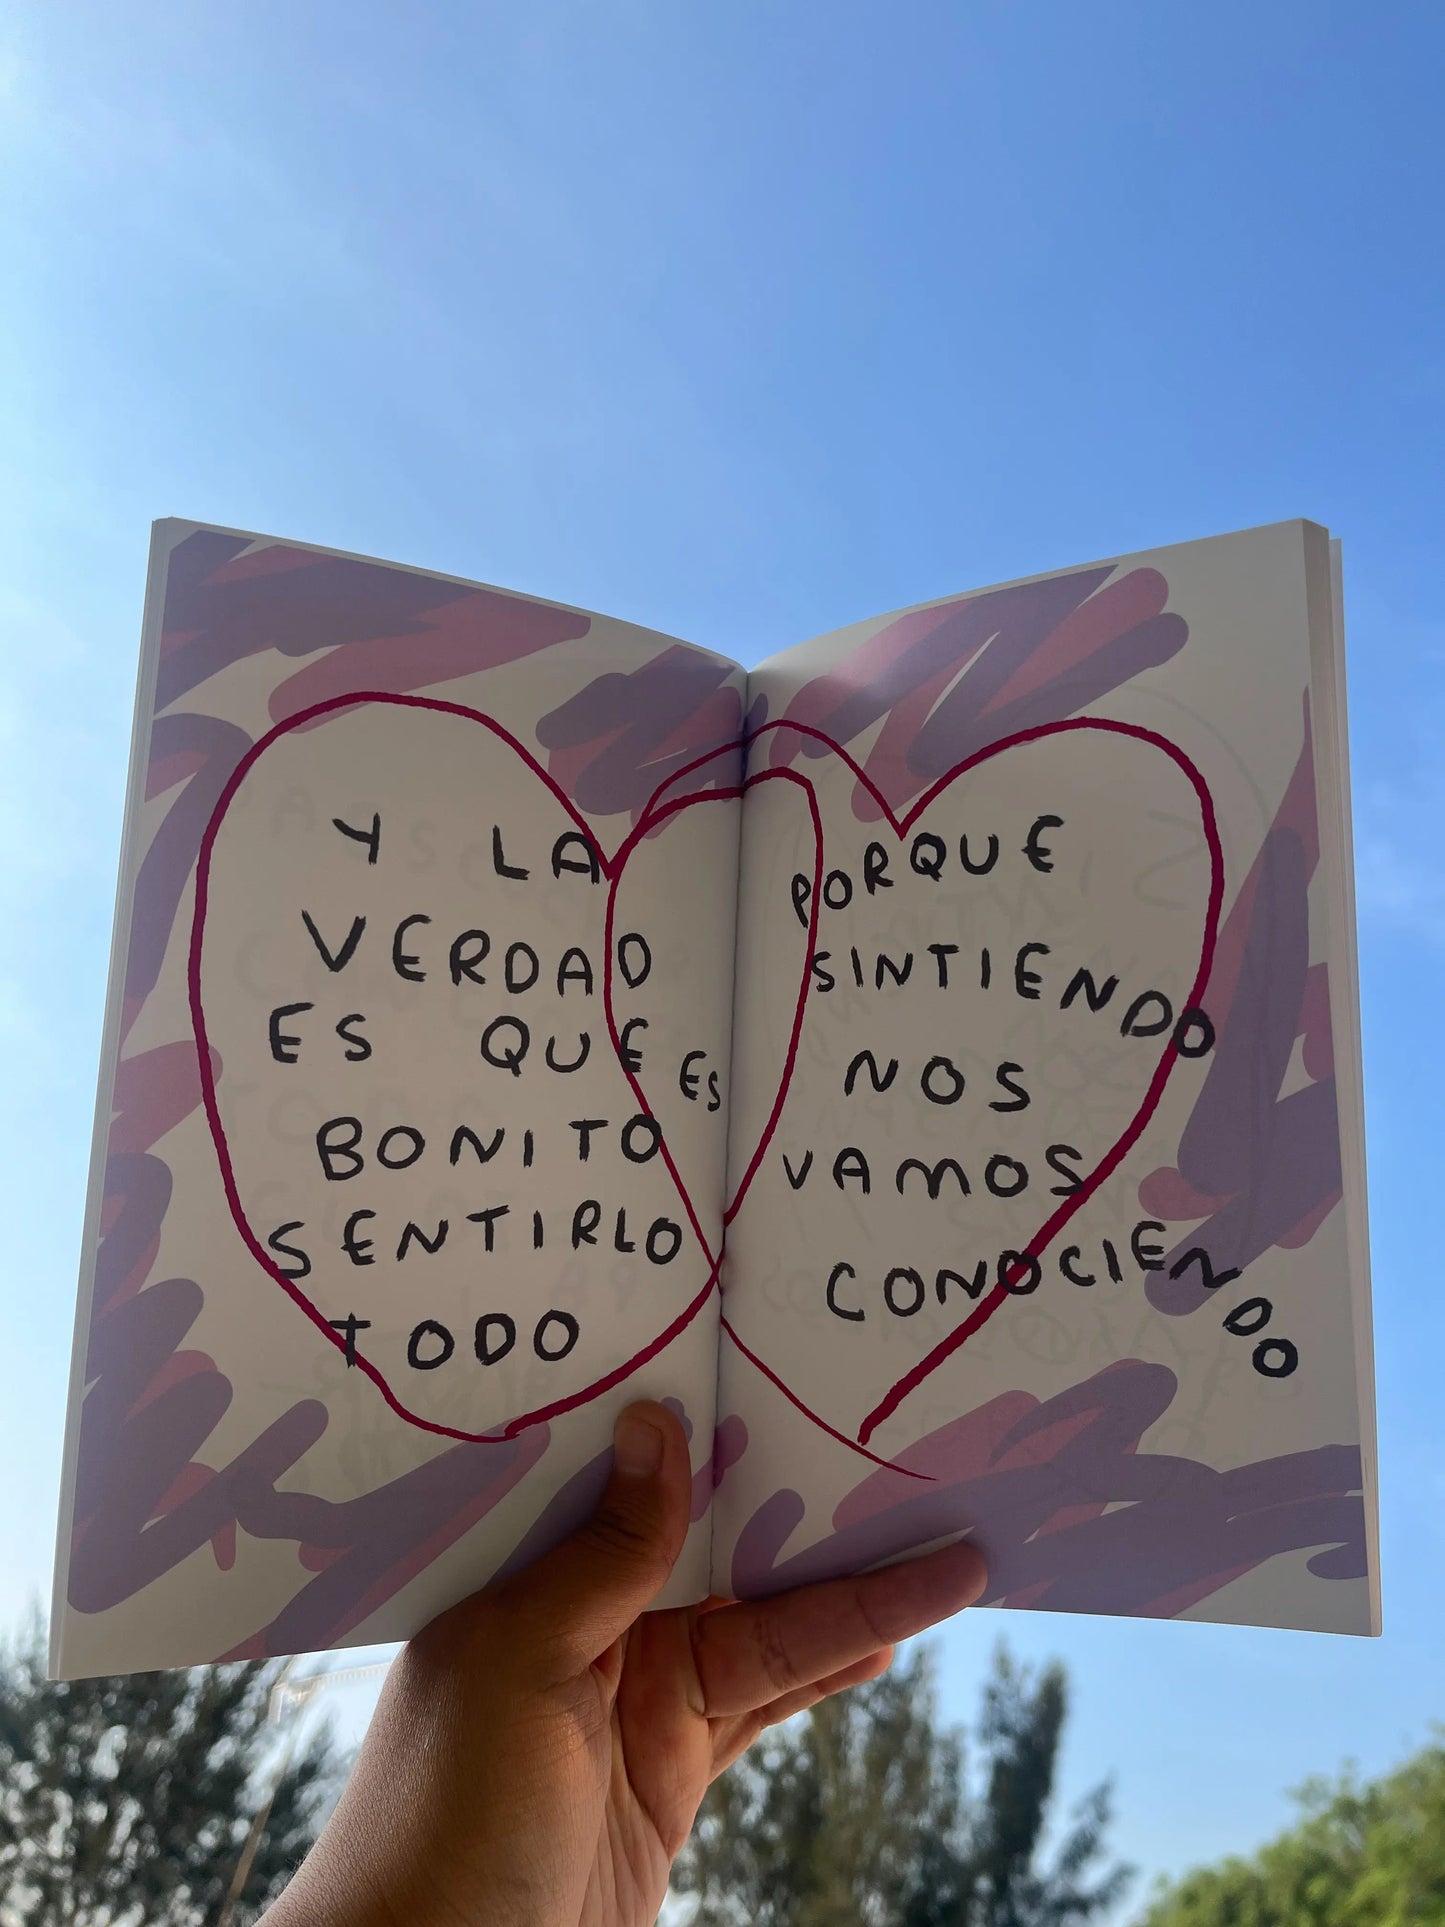 Y LA
VERDAD
ES QUE ES
BONITO
SENTIRLO
TODO
PORQUE
SINTIENDO
NOS
VAMOS
CONOCIENDO